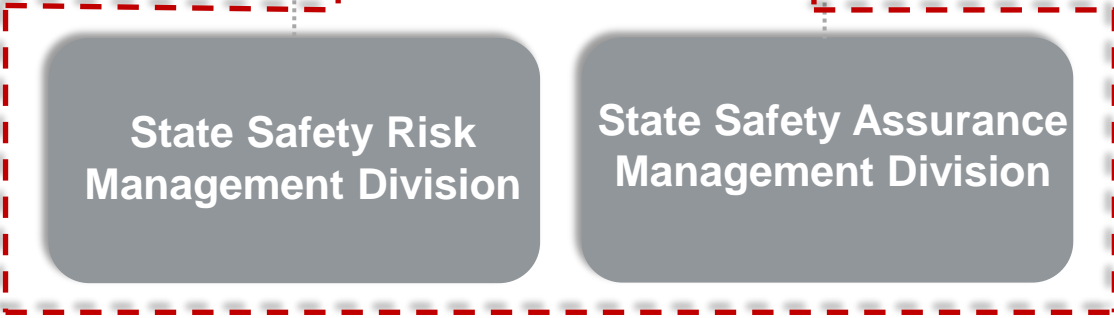 State Safety Risk
Management Division
State Safety Assurance
Management Division